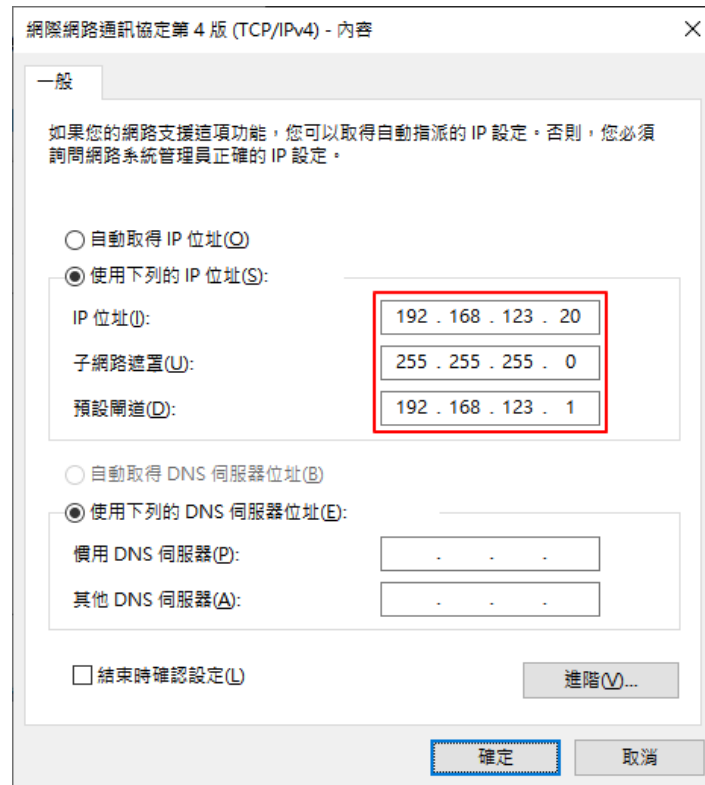 網際網路通訊協定第 4 版 (TCP/IPv4) - 內容
一般
如果您的網路支援這項功能，您可以取得自動指派的 IP 設定。否則，您必須
詢問網路系統管理員正確的 IP 設定。
自動取得 IP 位址(O)
使用下列的 IP 位址(S):
IP 位址(I): 192 . 168 . 123 . 20
子網路遮罩(U): 255 . 255 . 255 . 0
預設閘道(D): 192 . 168 . 123 . 1
自動取得 DNS 伺服器位址(B)
使用下列的 DNS 伺服器位址(E):
慣用 DNS 伺服器(P): . . .
其他 DNS 伺服器(A): . . .
結束時確認設定(L)
進階(V)...
確定 取消